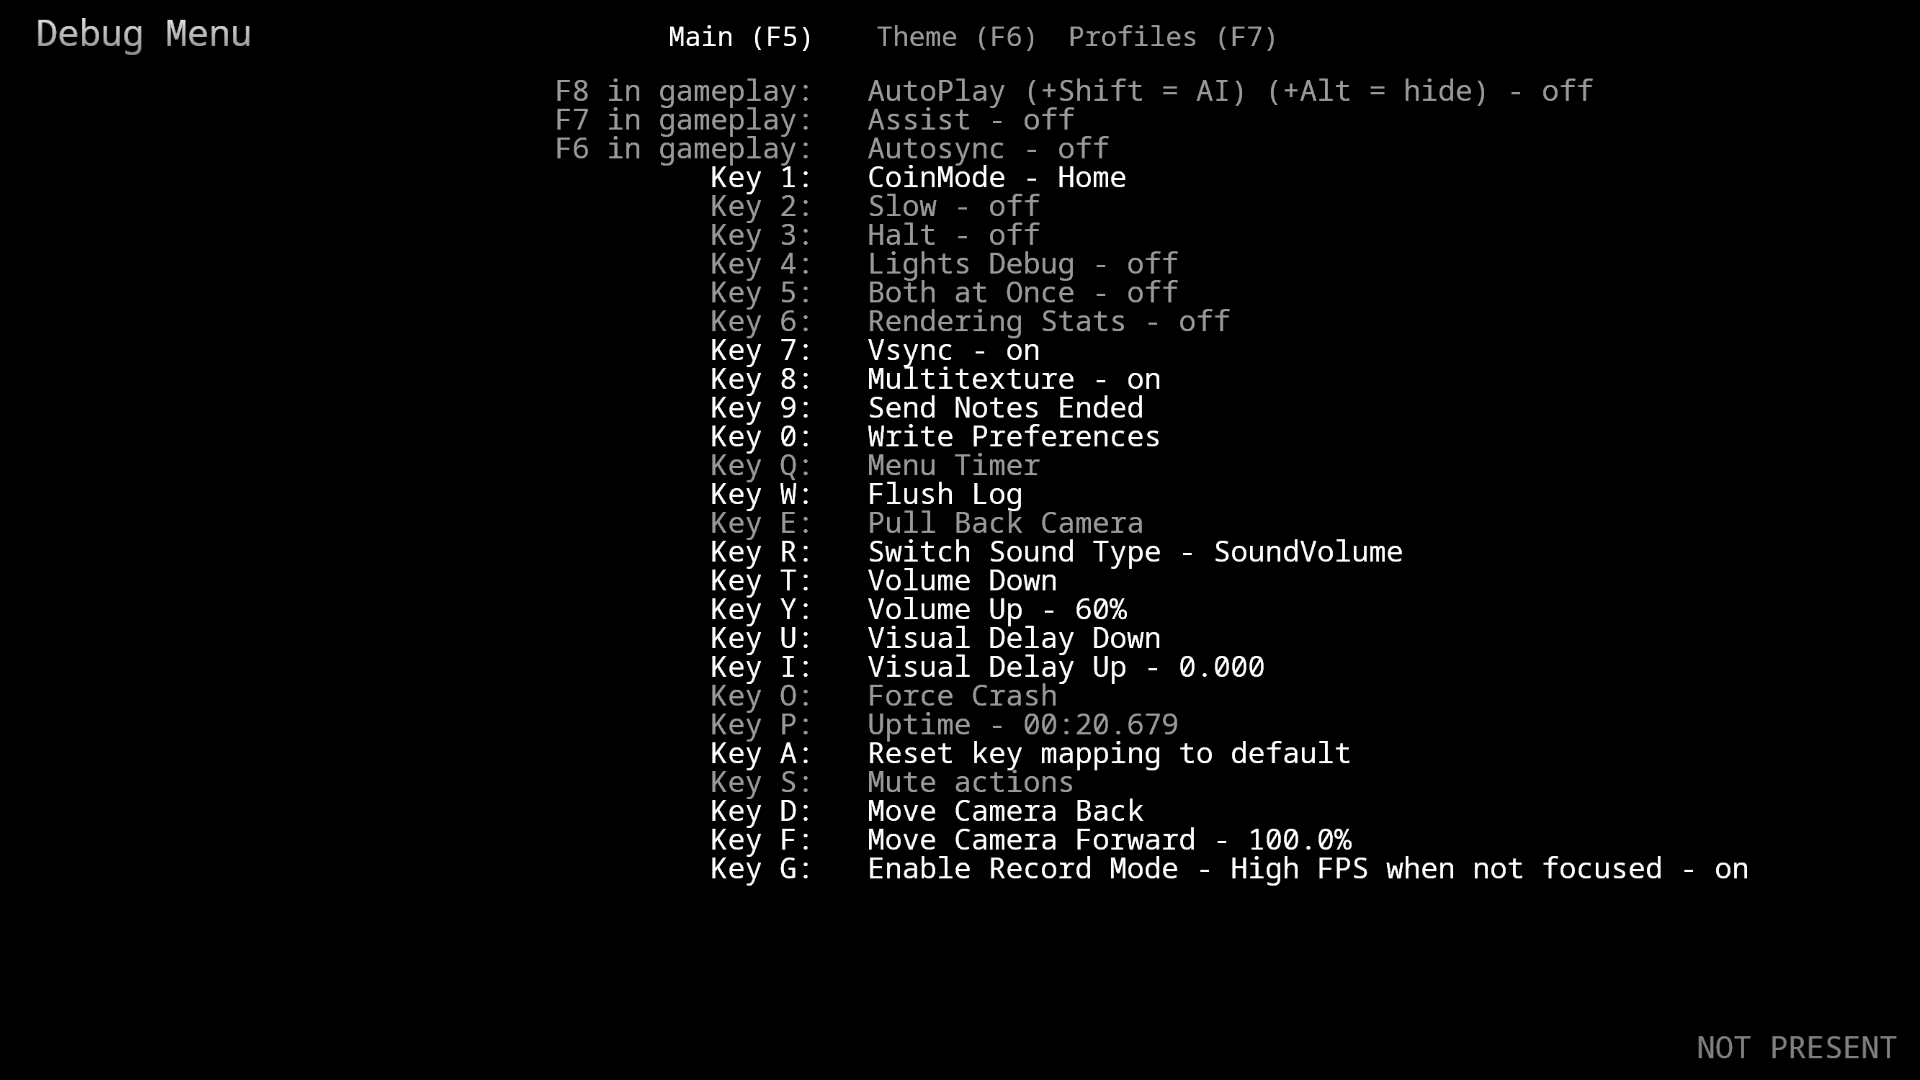 Debug Menu
Main (F5) Theme (F6) Profiles (F7)
F8 in gameplay: AutoPlay (+Shift = AI) (+Alt = hide) - off
F7 in gameplay: Assist - off
F6 in gameplay: Autosync - off
Key 1: CoinMode - Home
Key 2: Slow - off
Key 3: Halt - off
Key 4: Lights Debug - off
Key 5: Both at Once - off
Key 6: Rendering Stats - off
Key 7: Vsync - on
Key 8: Multitexture - on
Key 9: Send Notes Ended
Key 0: Write Preferences
Key Q: Menu Timer
Key W: Flush Log
Key E: Pull Back Camera
Key R: Switch Sound Type - SoundVolume
Key T: Volume Down
Key Y: Volume Up - 60%
Key U: Visual Delay Down
Key I: Visual Delay Up - 0.000
Key O: Force Crash
Key P: Uptime - 00:20.679
Key A: Reset key mapping to default
Key S: Mute actions
Key D: Move Camera Back
Key F: Move Camera Forward - 100.0%
Key G: Enable Record Mode - High FPS when not focused - on
NOT PRESENT